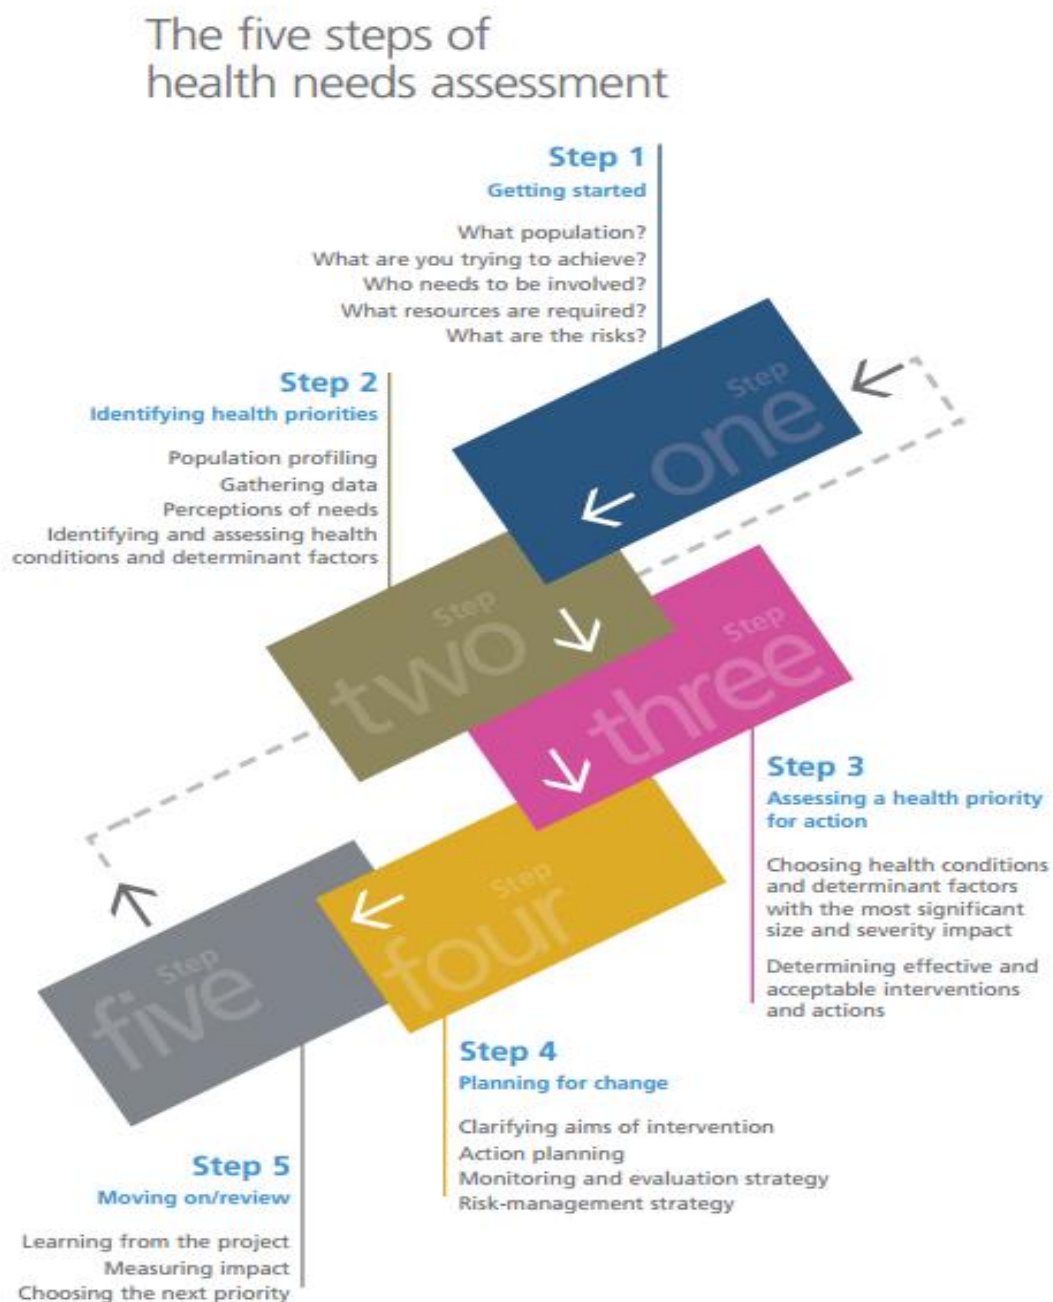 The five steps of
health needs assessment
Step 1
Getting started
What population?
What are you trying to achieve?
Who needs to be involved?
What resources are required?
What are the risks?
Step
one
Step 2
Identifying health priorities
Population profiling
Gathering data
Perceptions of needs
Identifying and assessing health
conditions and determinant factors
Step
two
Step
three
Step 3
Assessing a health priority
for action
Choosing health conditions
and determinant factors
with the most significant
size and severity impact
Determining effective and
acceptable interventions
and actions
Step
four
Step 4
Planning for change
Clarifying aims of intervention
Action planning
Monitoring and evaluation strategy
Risk-management strategy
Step
five
Step 5
Moving on/review
Learning from the project
Measuring impact
Choosing the next priority